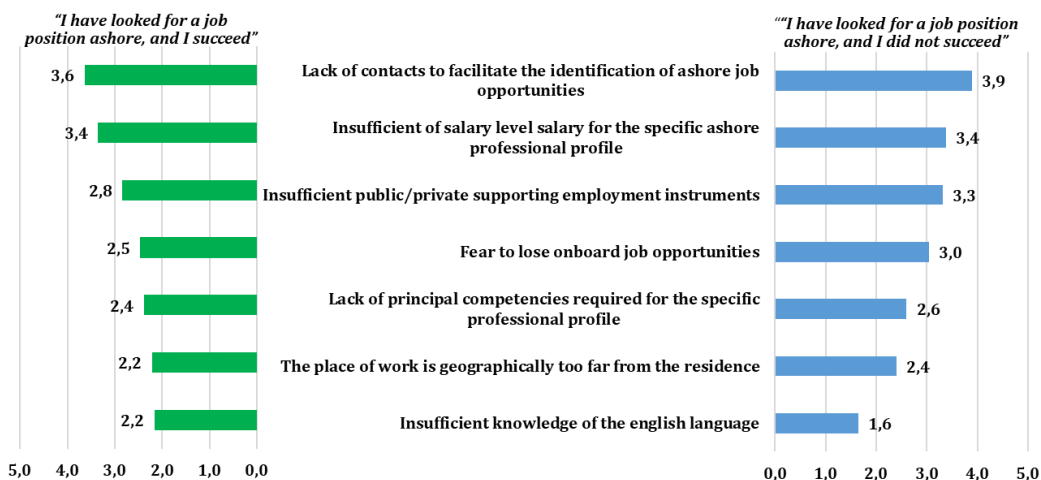 “I have looked for a job
position ashore, and I succeed”
““I have looked for a job position
ashore, and I did not succeed”
3,6
Lack of contacts to facilitate the identification of ashore job
opportunities
3,9
3,4
Insufficient of salary level salary for the specific ashore
professional profile
3,4
2,8
Insufficient public/private supporting employment instruments
3,3
2,5
Fear to lose onboard job opportunities
3,0
2,4
Lack of principal competencies required for the specific
professional profile
2,6
2,2
The place of work is geographically too far from the residence
2,4
2,2
Insufficient knowledge of the english language
1,6
5,0 4,0 3,0 2,0 1,0 0,0
0,0 1,0 2,0 3,0 4,0 5,0